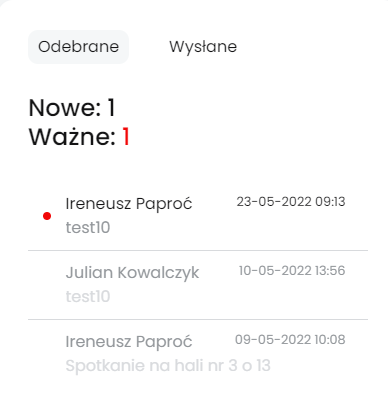 Odebrane Wysłane
Nowe: 1
Ważne: 1
Ireneusz Paproć 23-05-2022 09:13
test10
Julian Kowalczyk 10-05-2022 13:56
test10
Ireneusz Paproć 09-05-2022 10:08
Spotkanie na hali nr 3 o 13